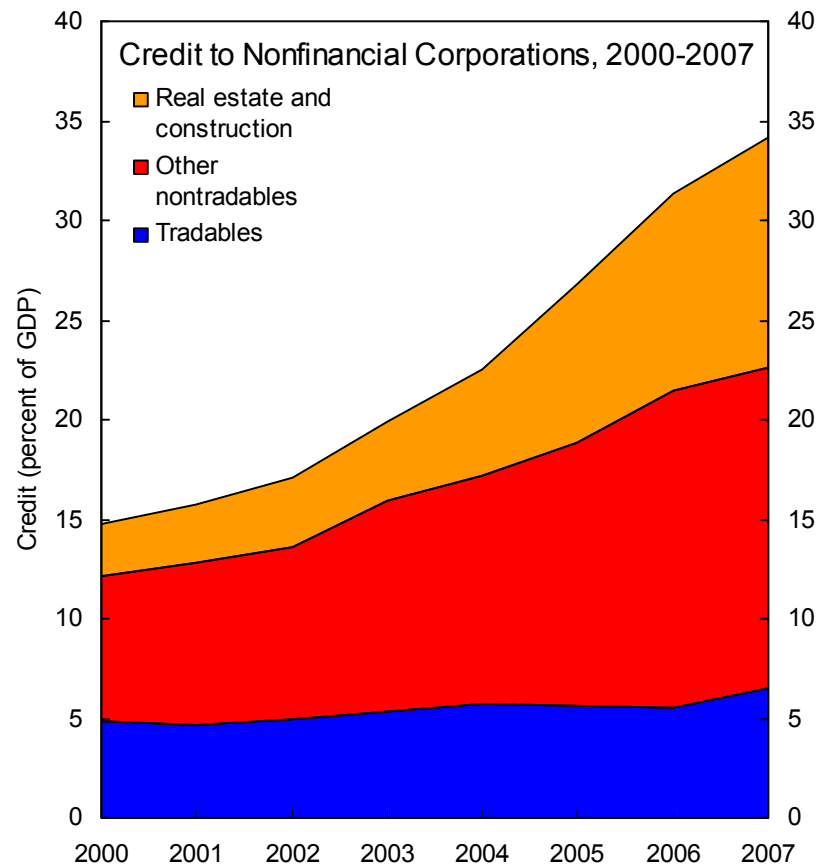 Credit to Nonfinancial Corporations, 2000-2007
Real estate and
construction
Other
nontradables
Tradables
Credit (percent of GDP)
40
35
30
25
20
15
10
5
0
40
35
30
25
20
15
10
5
0
2000 2001 2002 2003 2004 2005 2006 2007